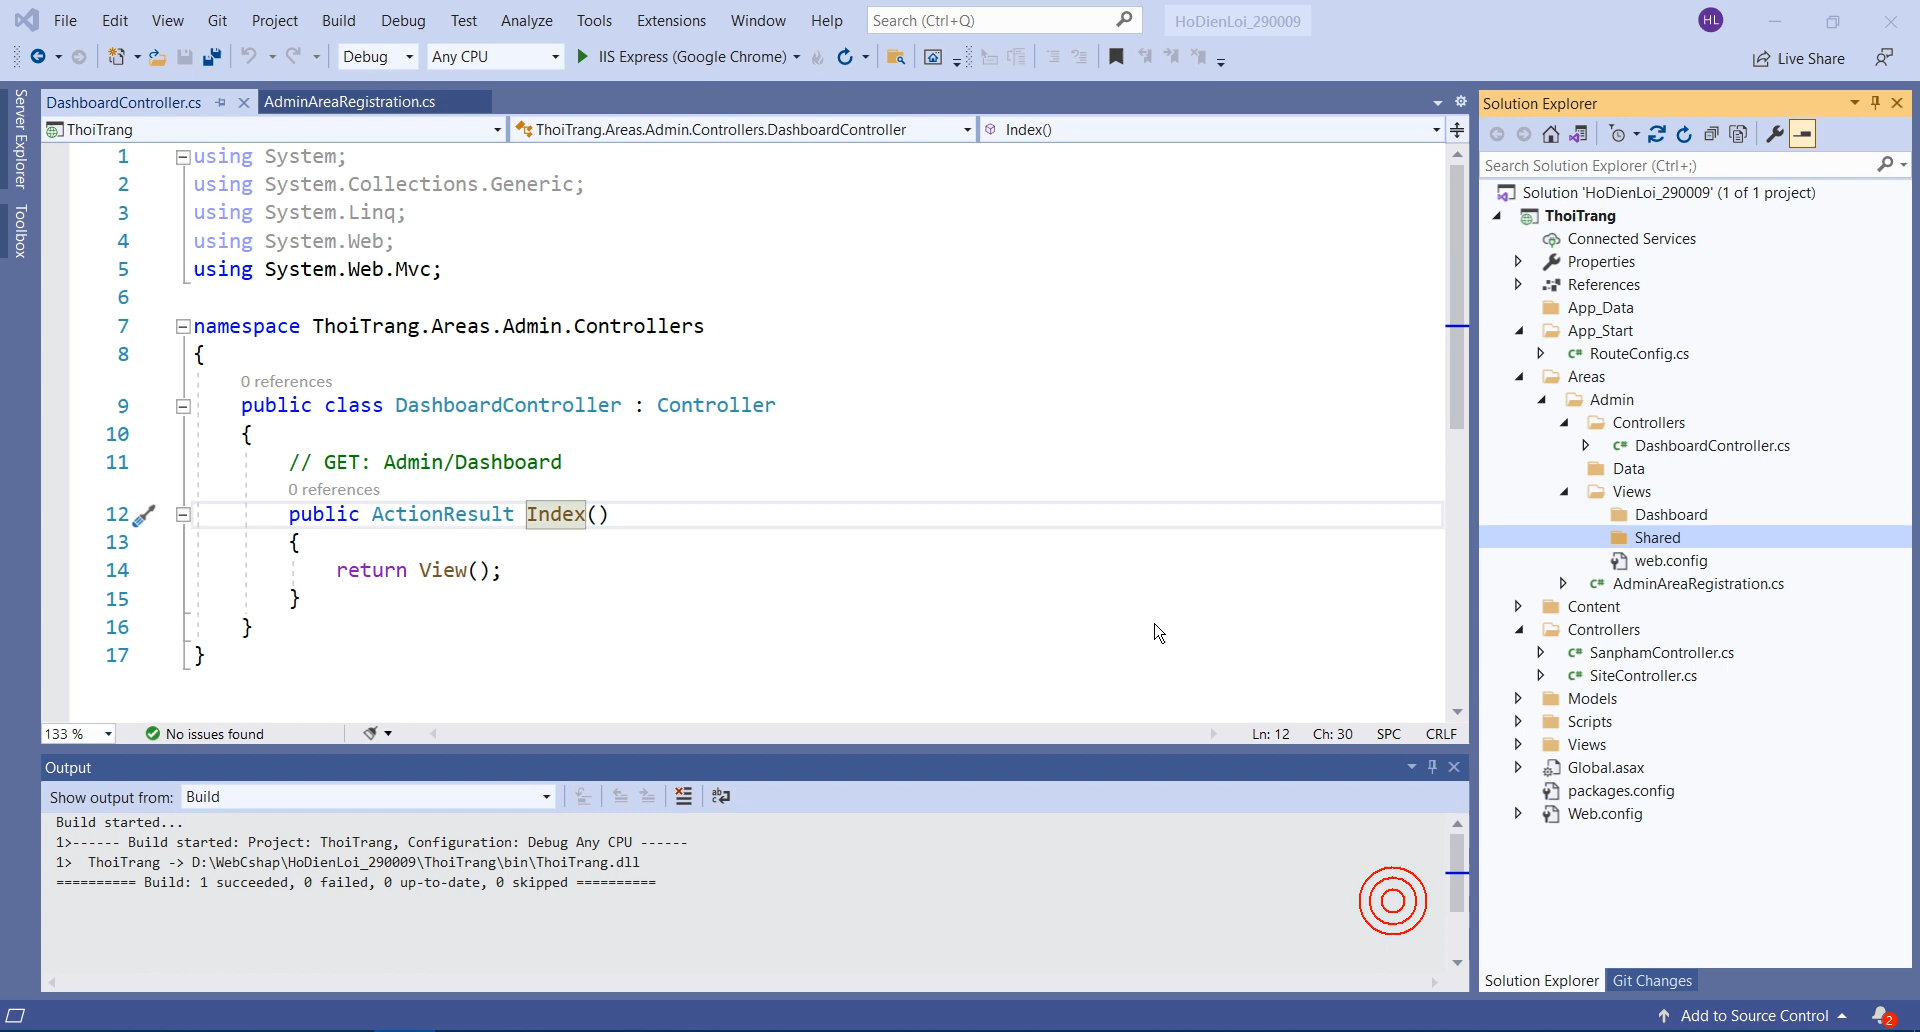 File Edit View Git Project Build Debug Test Analyze Tools Extensions Window Help Search (Ctrl+Q) HoDienLoi_290009 HL
Debug Any CPU IIS Express (Google Chrome) Live Share
Server Explorer
Toolbox
DashboardController.cs AdminAreaRegistration.cs
ThoiTrang ThoiTrang.Areas.Admin.Controllers.DashboardController Index()
1 using System;
2 using System.Collections.Generic;
3 using System.Linq;
4 using System.Web;
5 using System.Web.Mvc;
6
7 namespace ThoiTrang.Areas.Admin.Controllers
8 {
0 references
9 public class DashboardController : Controller
10 {
11 // GET: Admin/Dashboard
0 references
12 public ActionResult Index()
13 {
14 return View();
15 }
16 }
17 }
133 % No issues found Ln: 12 Ch: 30 SPC CRLF
Output
Show output from: Build
Build started...
1>------ Build started: Project: ThoiTrang, Configuration: Debug Any CPU ------
1> ThoiTrang -> D:\WebCshap\HoDienLoi_290009\ThoiTrang\bin\ThoiTrang.dll
========== Build: 1 succeeded, 0 failed, 0 up-to-date, 0 skipped ==========
Solution Explorer
Search Solution Explorer (Ctrl+;)
Solution 'HoDienLoi_290009' (1 of 1 project)
ThoiTrang
Connected Services
Properties
References
App_Data
App_Start
C# RouteConfig.cs
Areas
Admin
Controllers
C# DashboardController.cs
Data
Views
Dashboard
Shared
web.config
C# AdminAreaRegistration.cs
Content
Controllers
C# SanphamController.cs
C# SiteController.cs
Models
Scripts
Views
Global.asax
packages.config
Web.config
Solution Explorer Git Changes
Add to Source Control 2